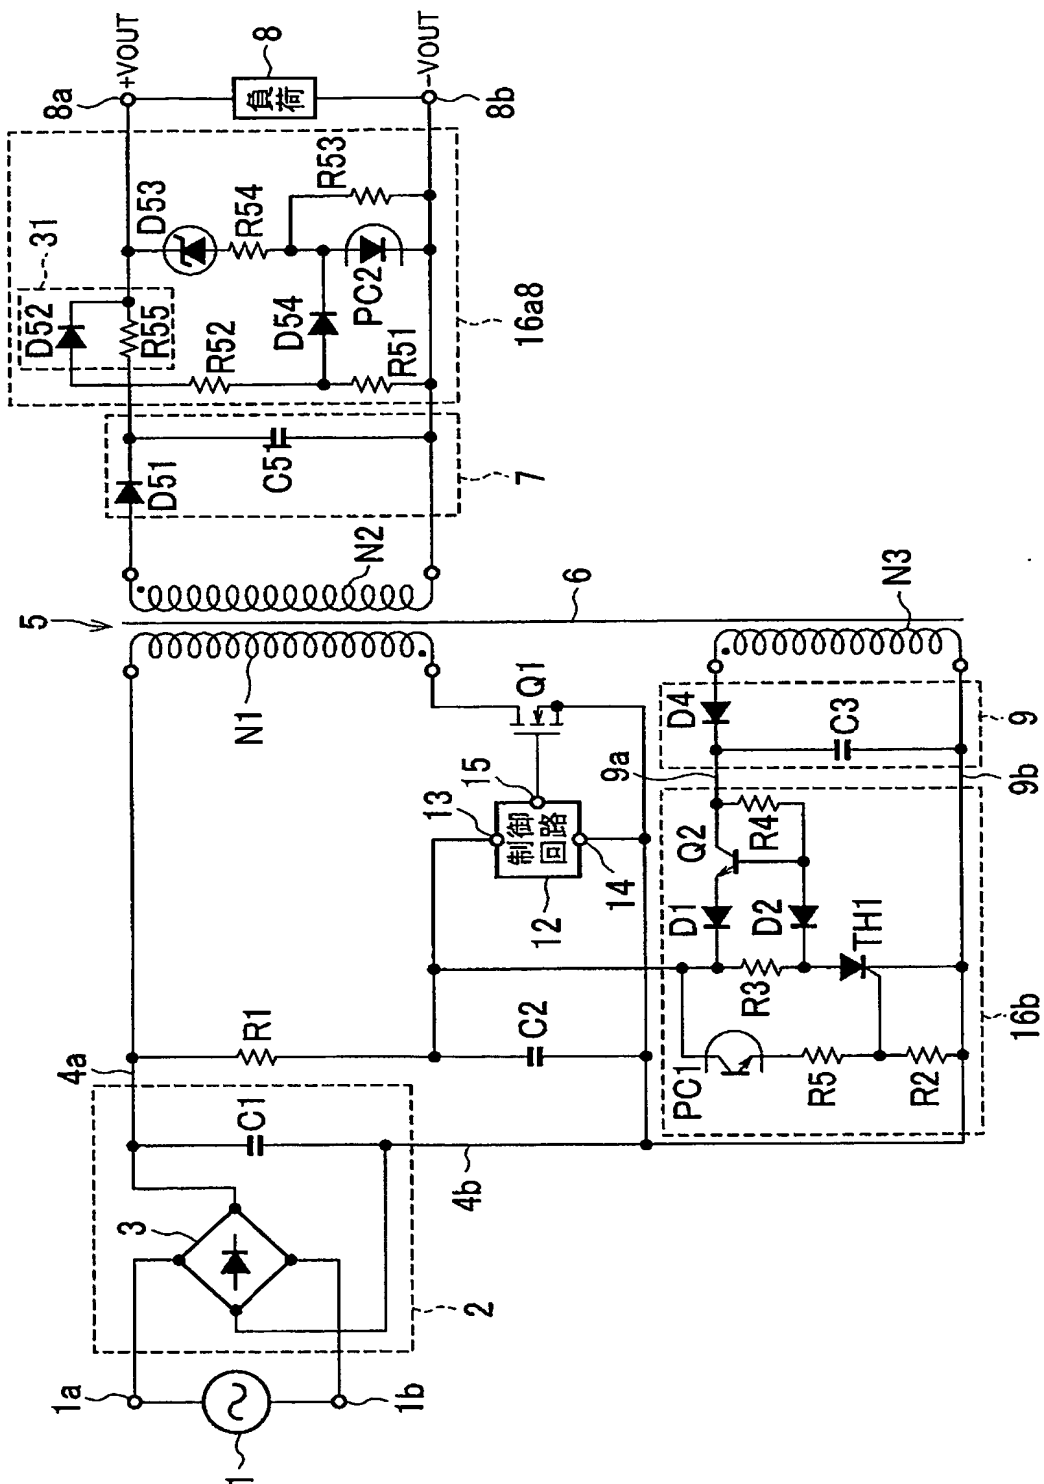 1
1a
1b
2
3
C1
4a
4b
R1
C2
5
N1
N2
6
N3
Q1
15
13
制御
回路
12
14
D51
C51
7
D52
R55
31
R52
D54
R51
D53
R54
R53
PC2
16a8
8a
+VOUT
8
負荷
-VOUT
8b
PC1
R5
R2
D1
R3
D2
TH1
Q2
R4
16b
9a
9b
D4
C3
9